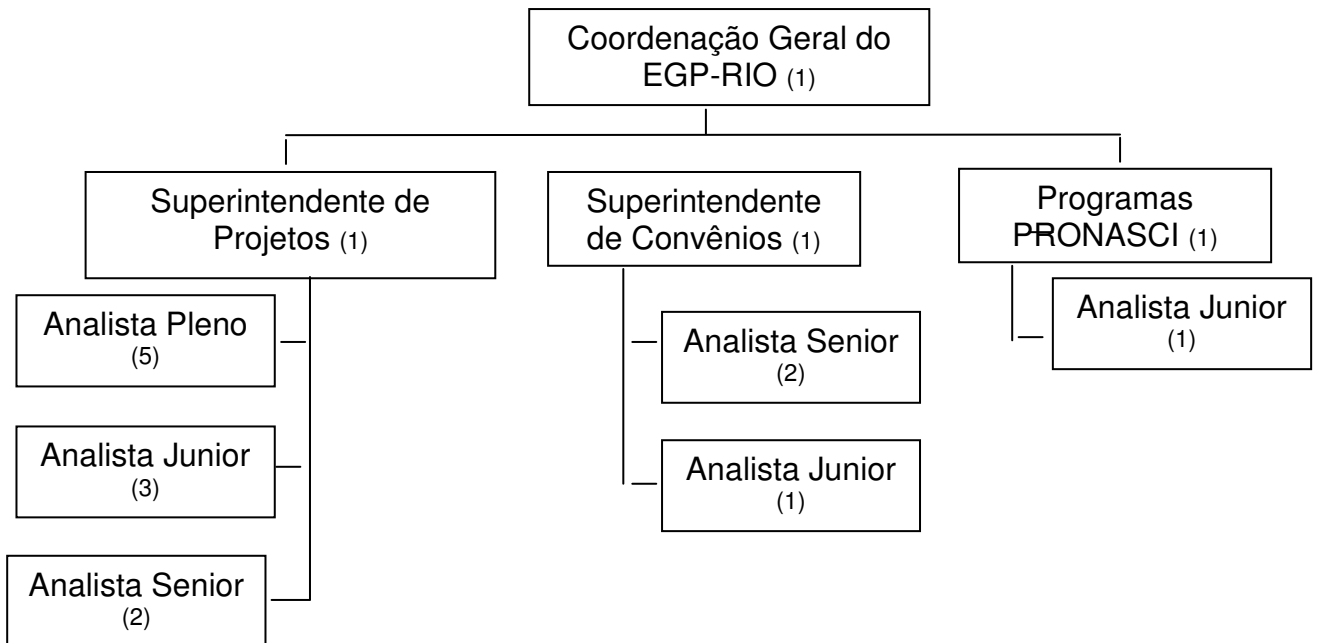 Coordenação Geral do
EGP-RIO (1)
Superintendente de
Projetos (1)
Superintendente
de Convênios (1)
Programas
PRONASCI (1)
Analista Pleno
(5)
Analista Junior
(3)
Analista Senior
(2)
Analista Senior
(2)
Analista Junior
(1)
Analista Junior
(1)